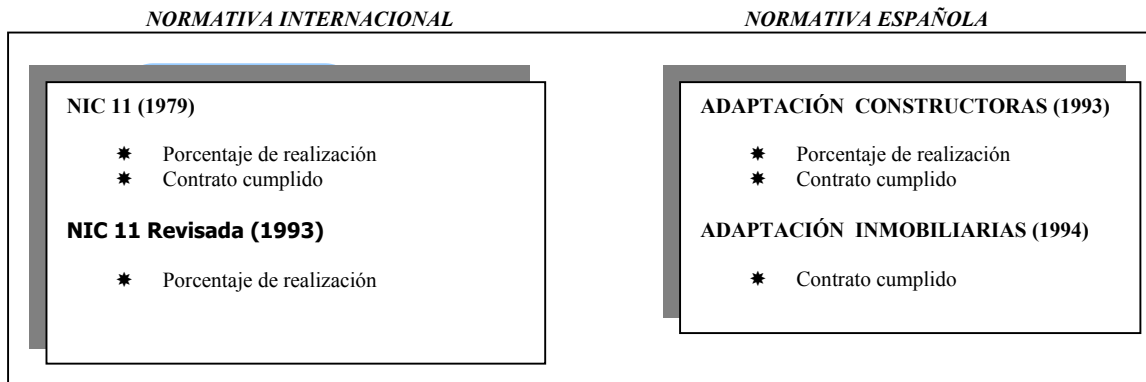 NORMATIVA INTERNACIONAL
NORMATIVA ESPAÑOLA
NIC 11 (1979)
Porcentaje de realización
Contrato cumplido
NIC 11 Revisada (1993)
Porcentaje de realización
ADAPTACIÓN CONSTRUCTORAS (1993)
Porcentaje de realización
Contrato cumplido
ADAPTACIÓN INMOBILIARIAS (1994)
Contrato cumplido